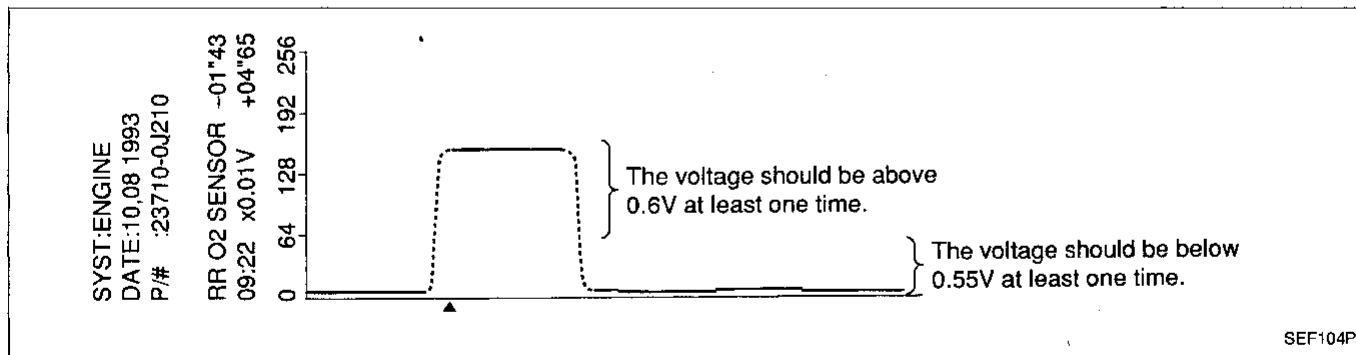 SYST:ENGINE
DATE:10,08 1993
P/# :23710-0J210
RR O2 SENSOR -01"43
09:22 x0.01V +04"65
256
192
128
64
0
The voltage should be above
0.6V at least one time.
The voltage should be below
0.55V at least one time.
SEF104P